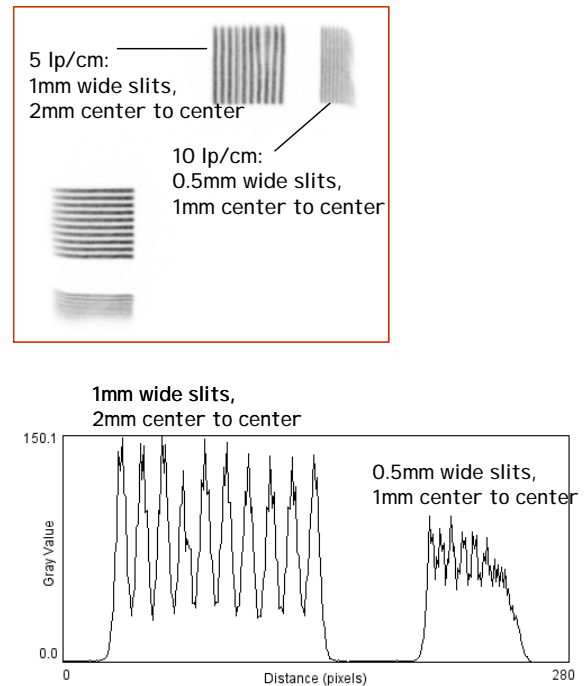 5 lp/cm:
1mm wide slits,
2mm center to center
10 lp/cm:
0.5mm wide slits,
1mm center to center
1mm wide slits,
2mm center to center
150.1
0.5mm wide slits,
1mm center to center
Gray Value
0.0
0
Distance (pixels)
280